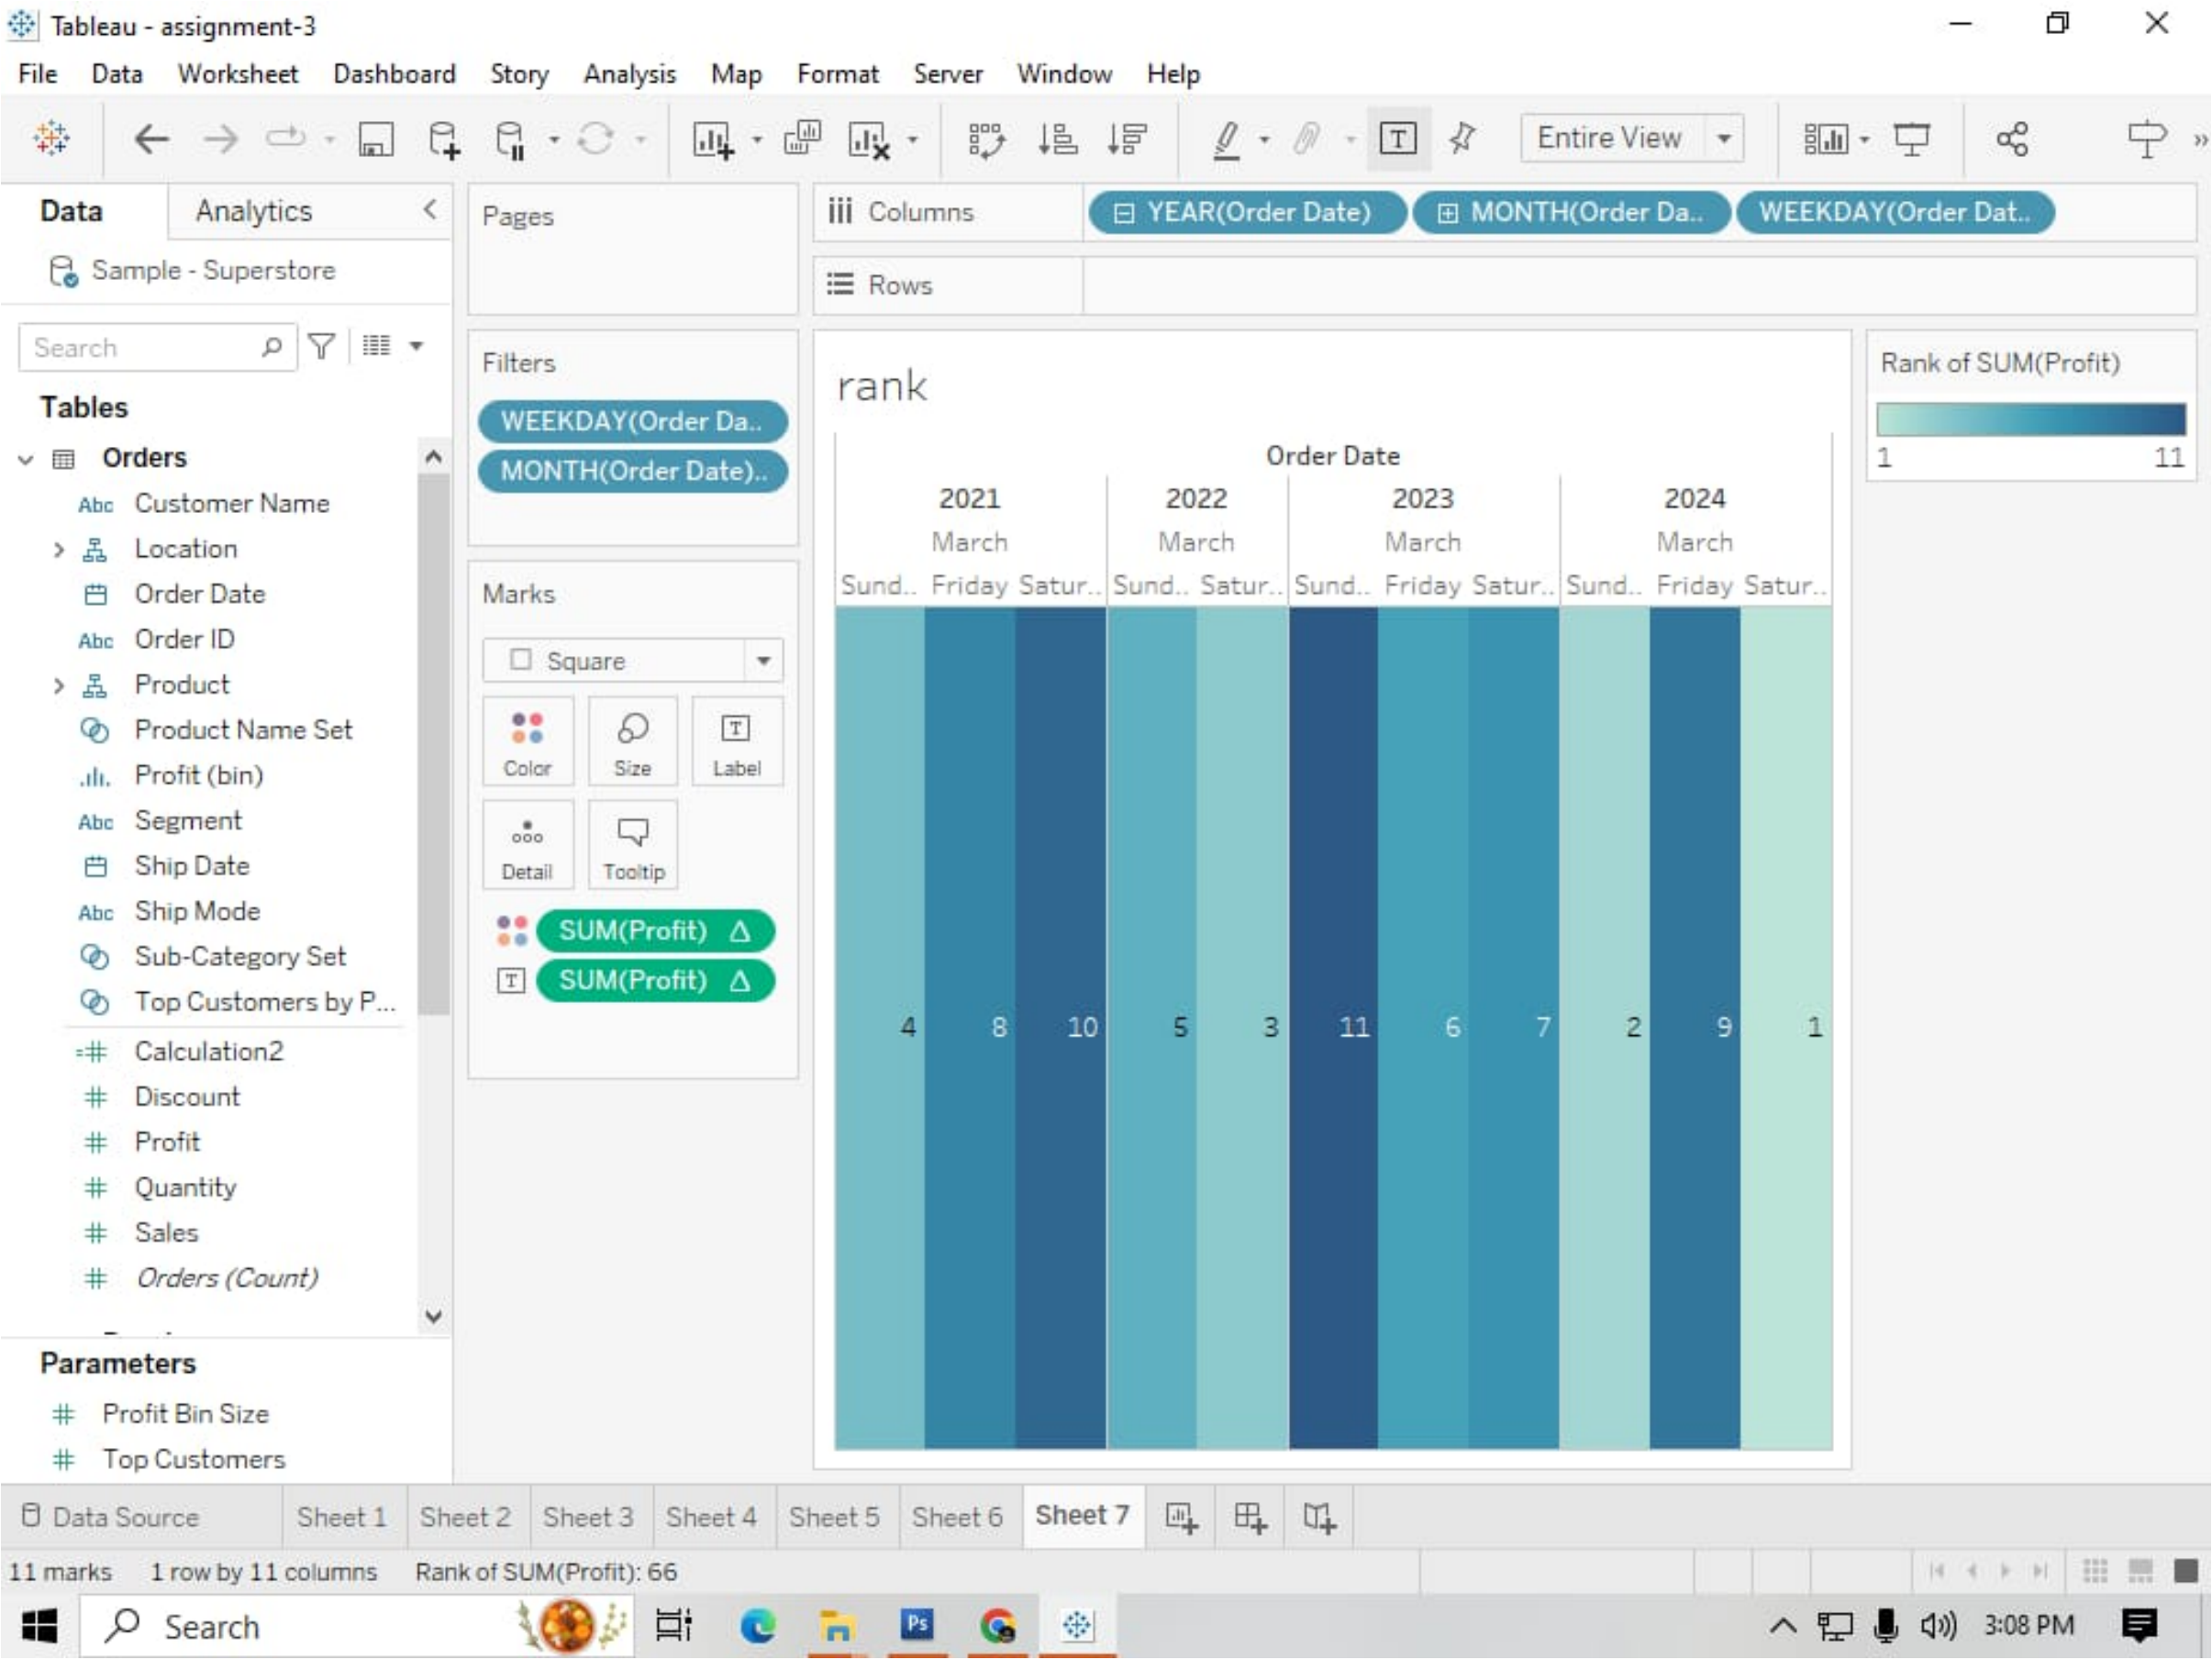 Tableau - assignment-3
File Data Worksheet Dashboard Story Analysis Map Format Server Window Help
Entire View
Data Analytics
Sample - Superstore
Search
Tables
Orders
Abc Customer Name
Location
Order Date
Abc Order ID
Product
Product Name Set
Profit (bin)
Abc Segment
Ship Date
Abc Ship Mode
Sub-Category Set
Top Customers by P...
Calculation2
Discount
Profit
Quantity
Sales
Orders (Count)
Parameters
Profit Bin Size
Top Customers
Pages
Filters
WEEKDAY(Order Da..
MONTH(Order Date)..
Marks
Square
Color Size Label
Detail Tooltip
SUM(Profit) Δ
SUM(Profit) Δ
Columns YEAR(Order Date) MONTH(Order Da.. WEEKDAY(Order Dat..
Rows
rank
Order Date
2021 2022 2023 2024
March March March March
Sund.. Friday Satur.. Sund.. Satur.. Sund.. Friday Satur.. Sund.. Friday Satur..
4 8 10 5 3 11 6 7 2 9 1
Rank of SUM(Profit)
1 11
Data Source Sheet 1 Sheet 2 Sheet 3 Sheet 4 Sheet 5 Sheet 6 Sheet 7
11 marks 1 row by 11 columns Rank of SUM(Profit): 66
Search Ps 3:08 PM